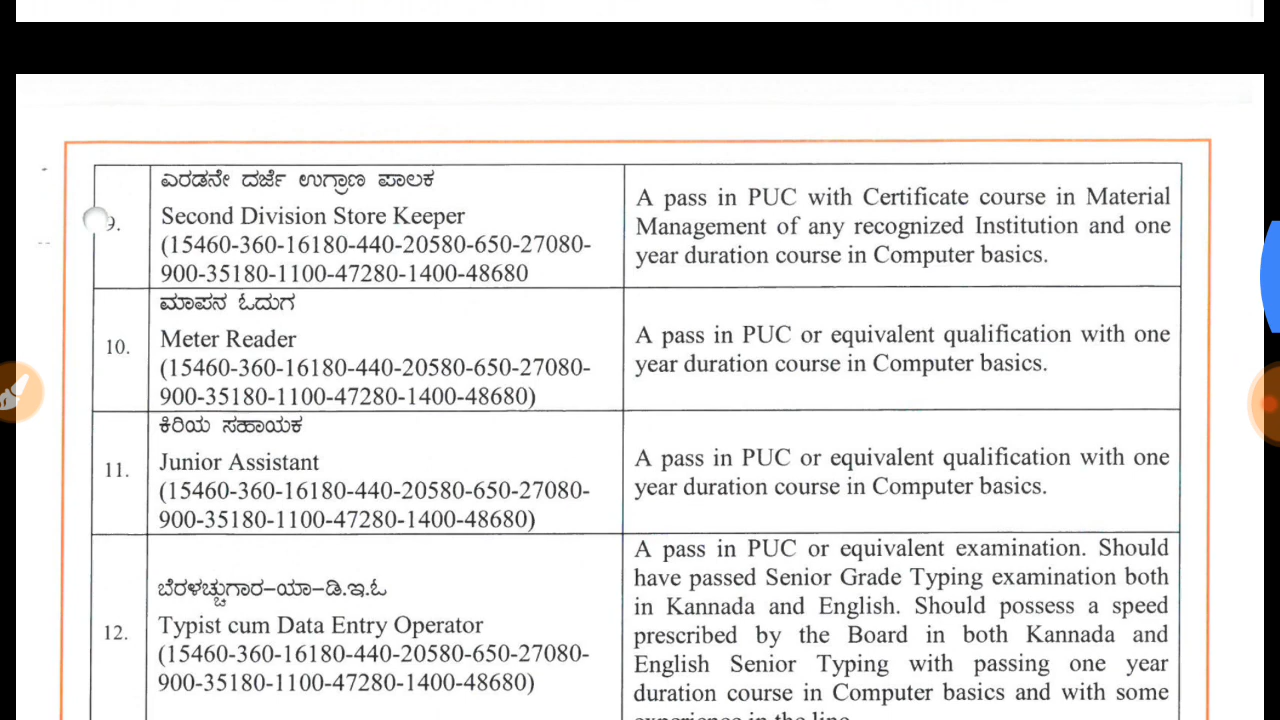 9.
ಎರಡನೇ ದರ್ಜೆ ಉಗ್ರಾಣ ಪಾಲಕ
Second Division Store Keeper
(15460-360-16180-440-20580-650-27080-
900-35180-1100-47280-1400-48680
A pass in PUC with Certificate course in Material
Management of any recognized Institution and one
year duration course in Computer basics.
10.
ಮಾಪನ ಓದುಗ
Meter Reader
(15460-360-16180-440-20580-650-27080-
900-35180-1100-47280-1400-48680)
A pass in PUC or equivalent qualification with one
year duration course in Computer basics.
11.
ಕಿರಿಯ ಸಹಾಯಕ
Junior Assistant
(15460-360-16180-440-20580-650-27080-
900-35180-1100-47280-1400-48680)
A pass in PUC or equivalent qualification with one
year duration course in Computer basics.
12.
ಬೆರಳಚ್ಚುಗಾರ–ಯಾ–ಡಿ.ಇ.ಓ
Typist cum Data Entry Operator
(15460-360-16180-440-20580-650-27080-
900-35180-1100-47280-1400-48680)
A pass in PUC or equivalent examination. Should
have passed Senior Grade Typing examination both
in Kannada and English. Should possess a speed
prescribed by the Board in both Kannada and
English Senior Typing with passing one year
duration course in Computer basics and with some
experience in the line.